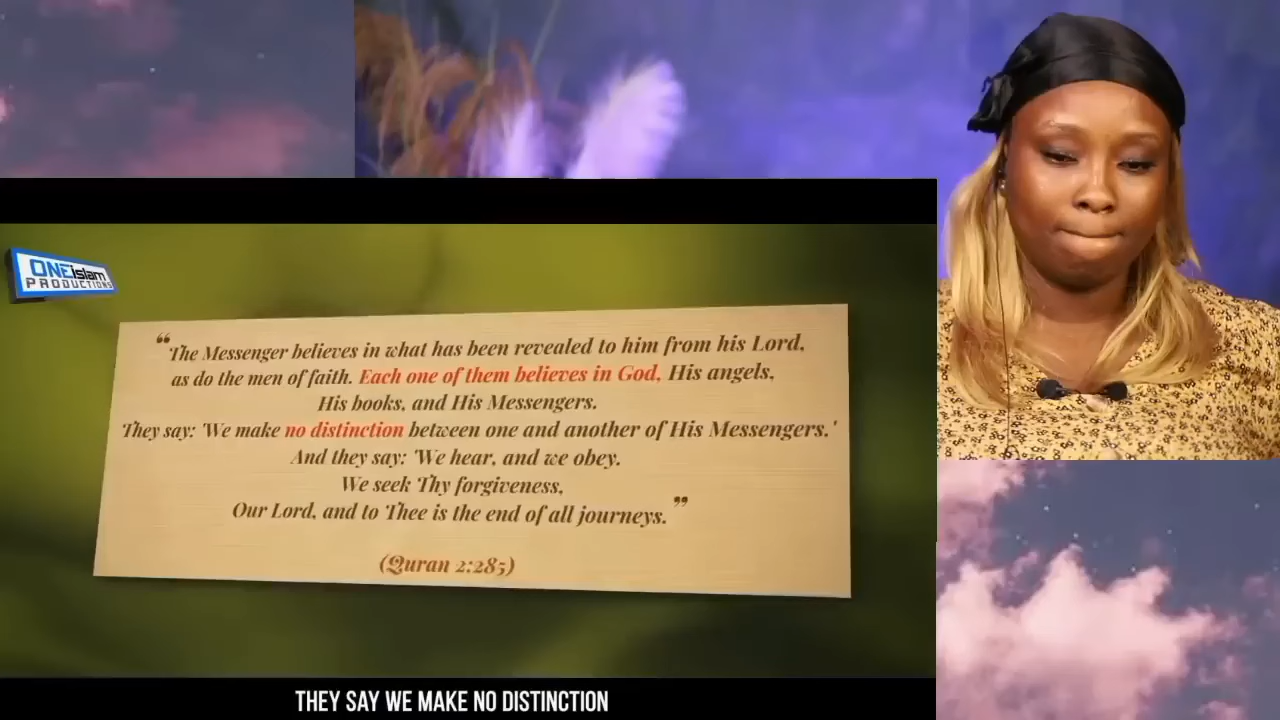 ONEislam
PRODUCTIONS
“The Messenger believes in what has been revealed to him from his Lord,
as do the men of faith. Each one of them believes in God, His angels,
His books, and His Messengers.
They say: 'We make no distinction between one and another of His Messengers.'
And they say: 'We hear, and we obey.
We seek Thy forgiveness,
Our Lord, and to Thee is the end of all journeys.”
(Quran 2:285)
THEY SAY WE MAKE NO DISTINCTION